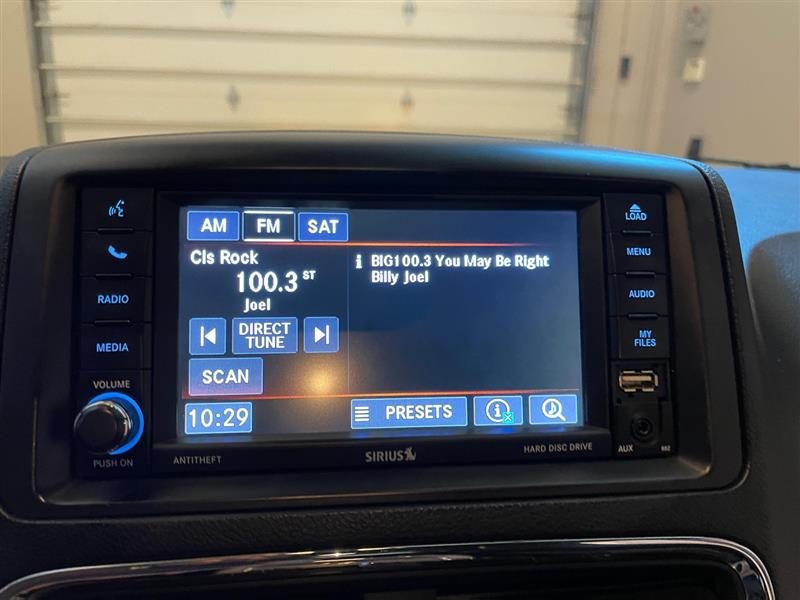 AM FM SAT
Cls Rock
100.3 ST
Joel
i BIG100.3 You May Be Right
Billy Joel
DIRECT
TUNE
SCAN
10:29
PRESETS
i
RADIO
MEDIA
VOLUME
PUSH ON
LOAD
MENU
AUDIO
MY
FILES
AUX
ANTITHEFT
SIRIUS
HARD DISC DRIVE